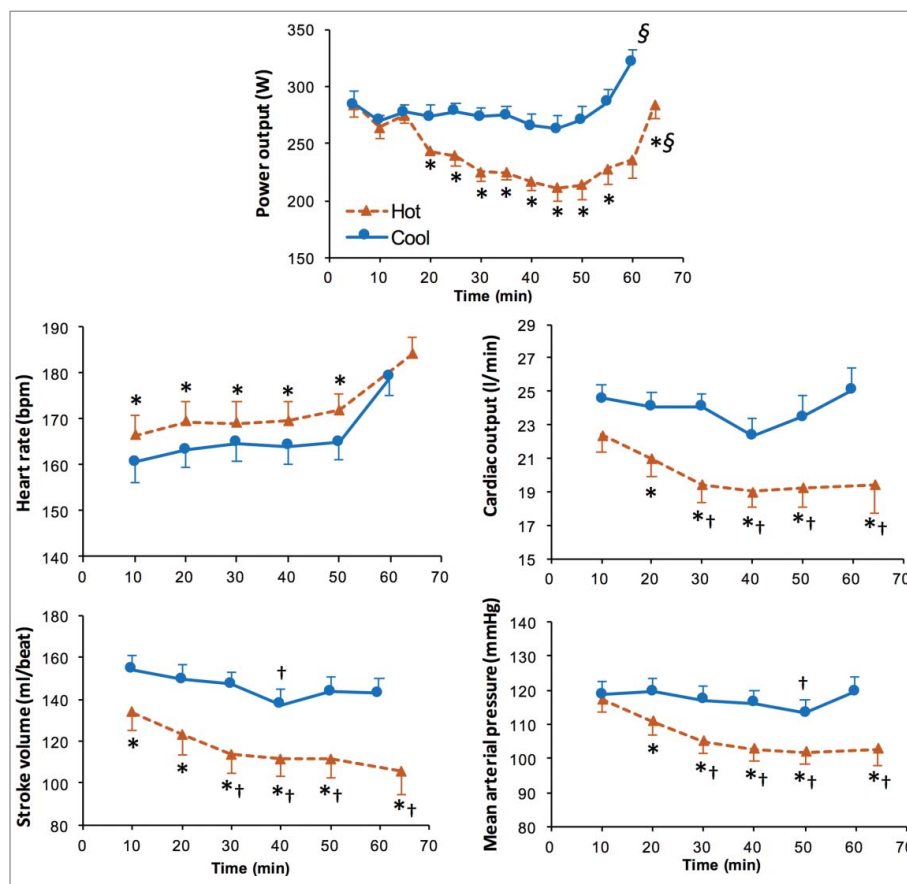 350
300
250
200
150
Power output (W)
§
*§
* * * * * * * *
Hot
Cool
0 10 20 30 40 50 60 70
Time (min)
190
180
170
160
150
140
Heart rate (bpm)
* * * * *
0 10 20 30 40 50 60 70
29
27
25
23
21
19
17
15
Cardiac output (l/min)
* *† *† *† *†
0 10 20 30 40 50 60 70
180
160
140
120
100
80
Stroke volume (ml/beat)
†
* * *† *† *† *†
0 10 20 30 40 50 60 70
Time (min)
140
130
120
110
100
90
80
Mean arterial pressure (mmHg)
†
* *† *† *† *†
0 10 20 30 40 50 60 70
Time (min)